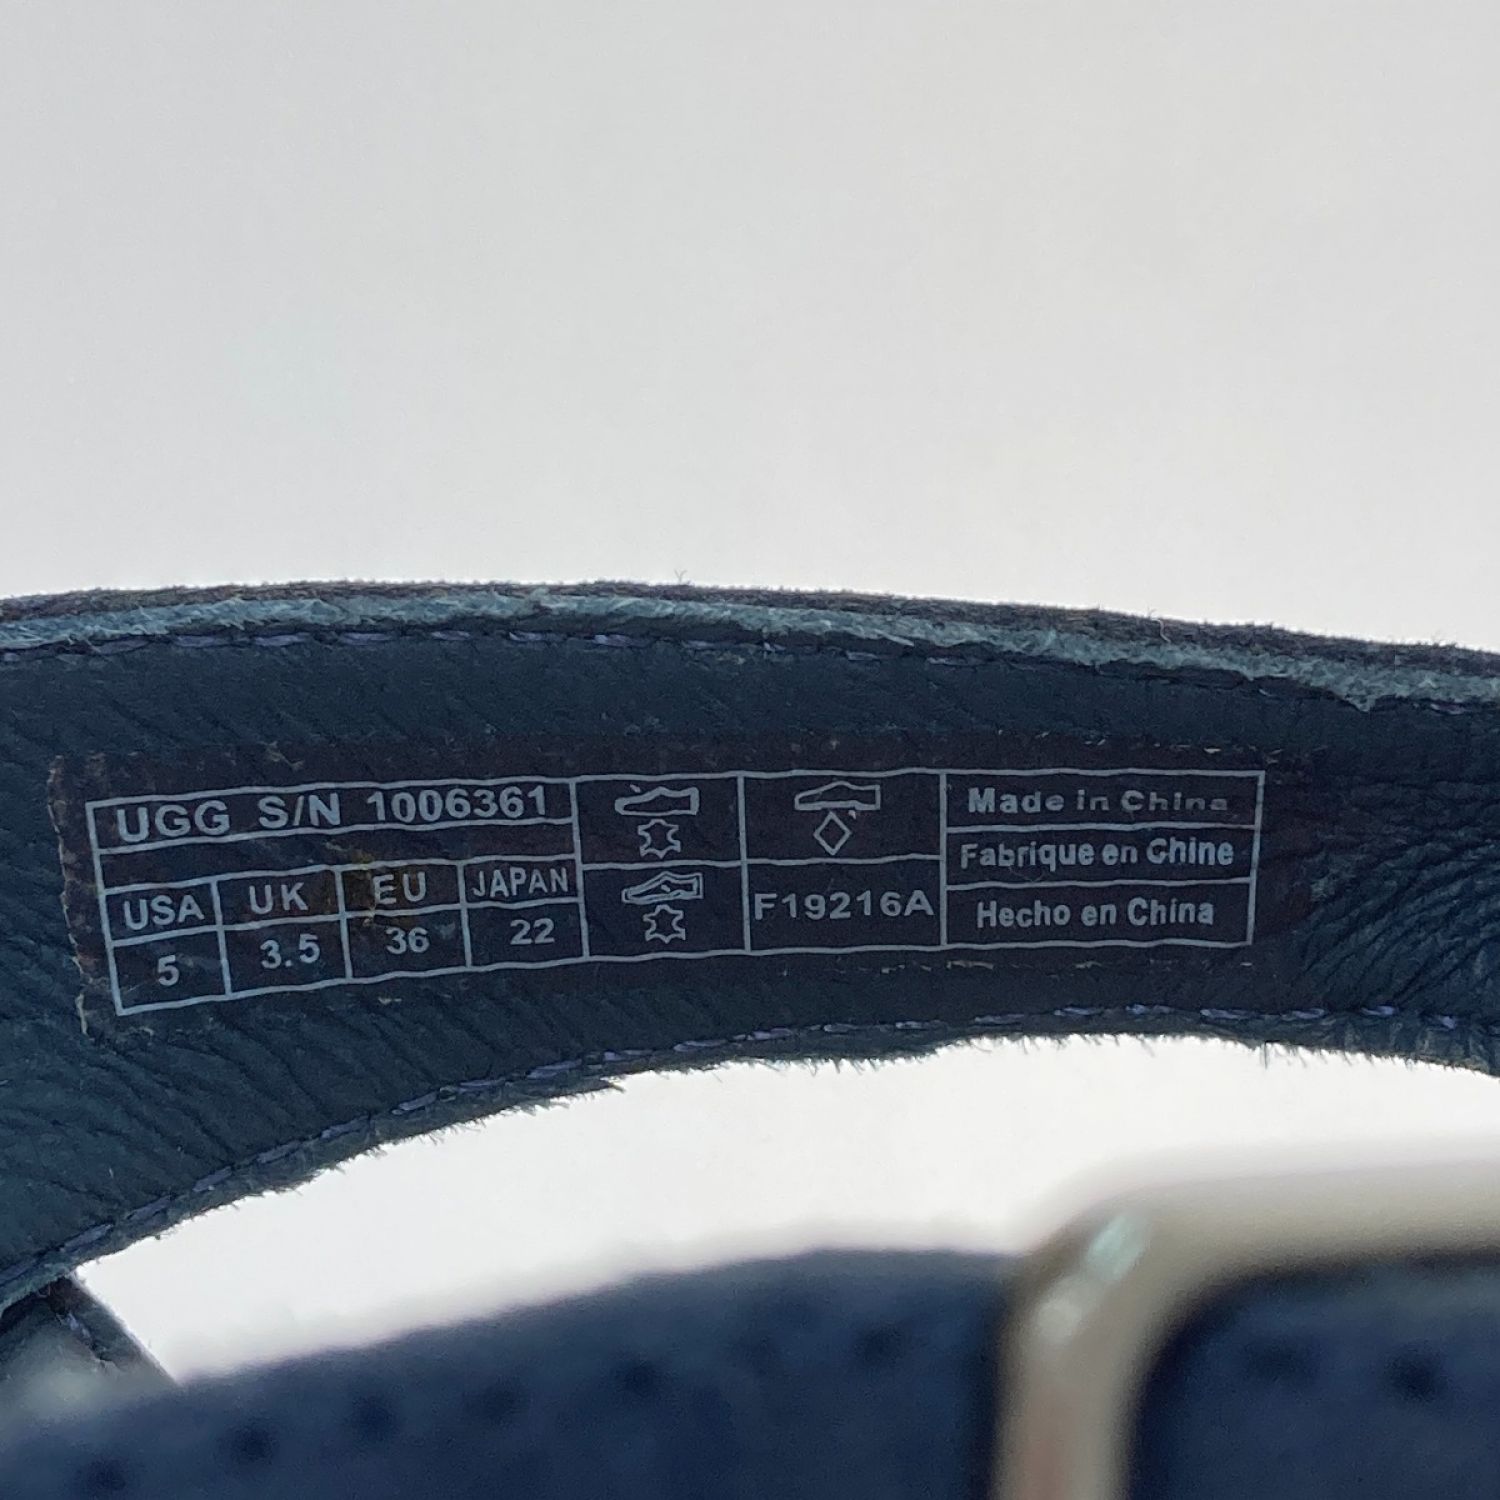 UGG S/N 1006361
USA UK EU JAPAN
5 3.5 36 22
F19216A
Made in China
Fabrique en Chine
Hecho en China